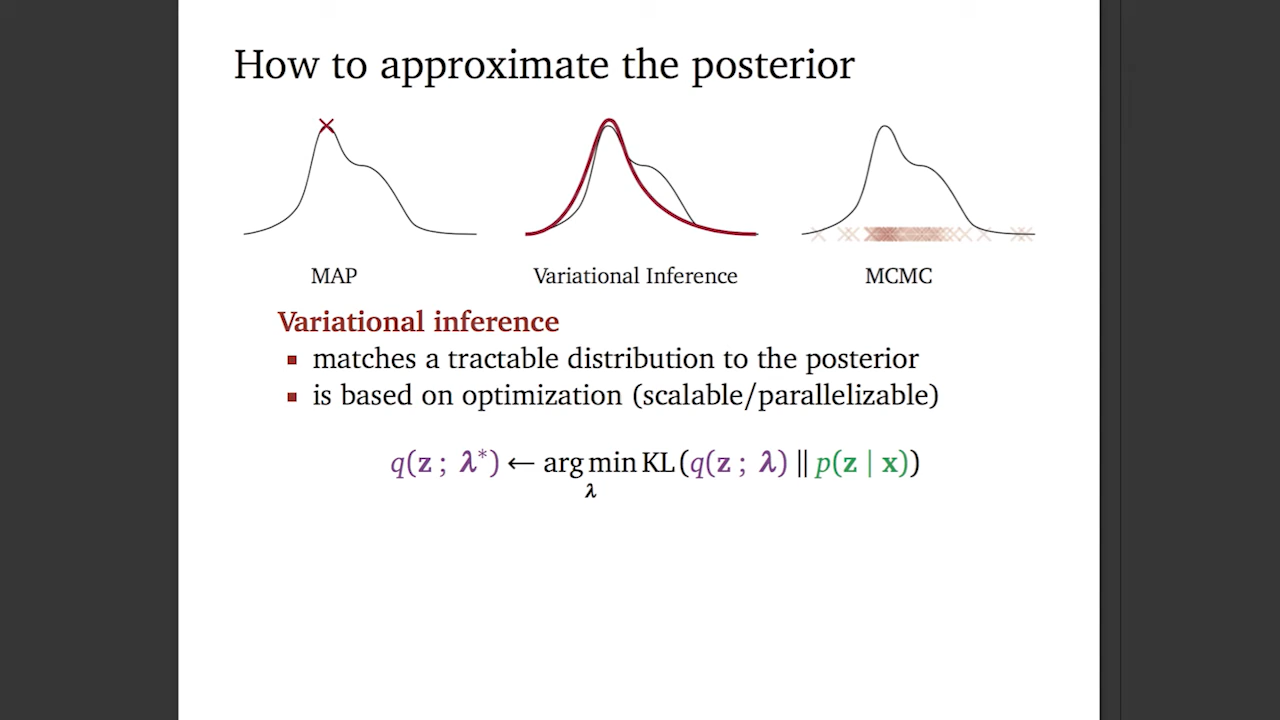 How to approximate the posterior
MAP
Variational Inference
MCMC
Variational inference
matches a tractable distribution to the posterior
is based on optimization (scalable/parallelizable)
q(z ; λ*) ← arg min KL (q(z ; λ) || p(z | x))
λ